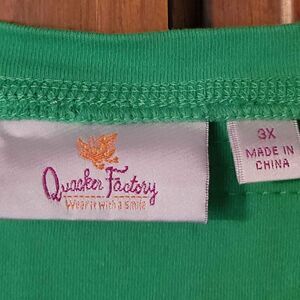 Quacker Factory
Wear it with a smile
3X
MADE IN
CHINA